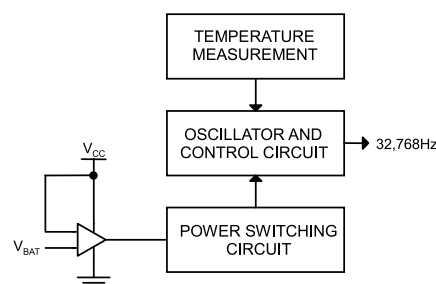 TEMPERATURE
MEASUREMENT
OSCILLATOR AND
CONTROL CIRCUIT
32,768Hz
VCC
VBAT
POWER SWITCHING
CIRCUIT